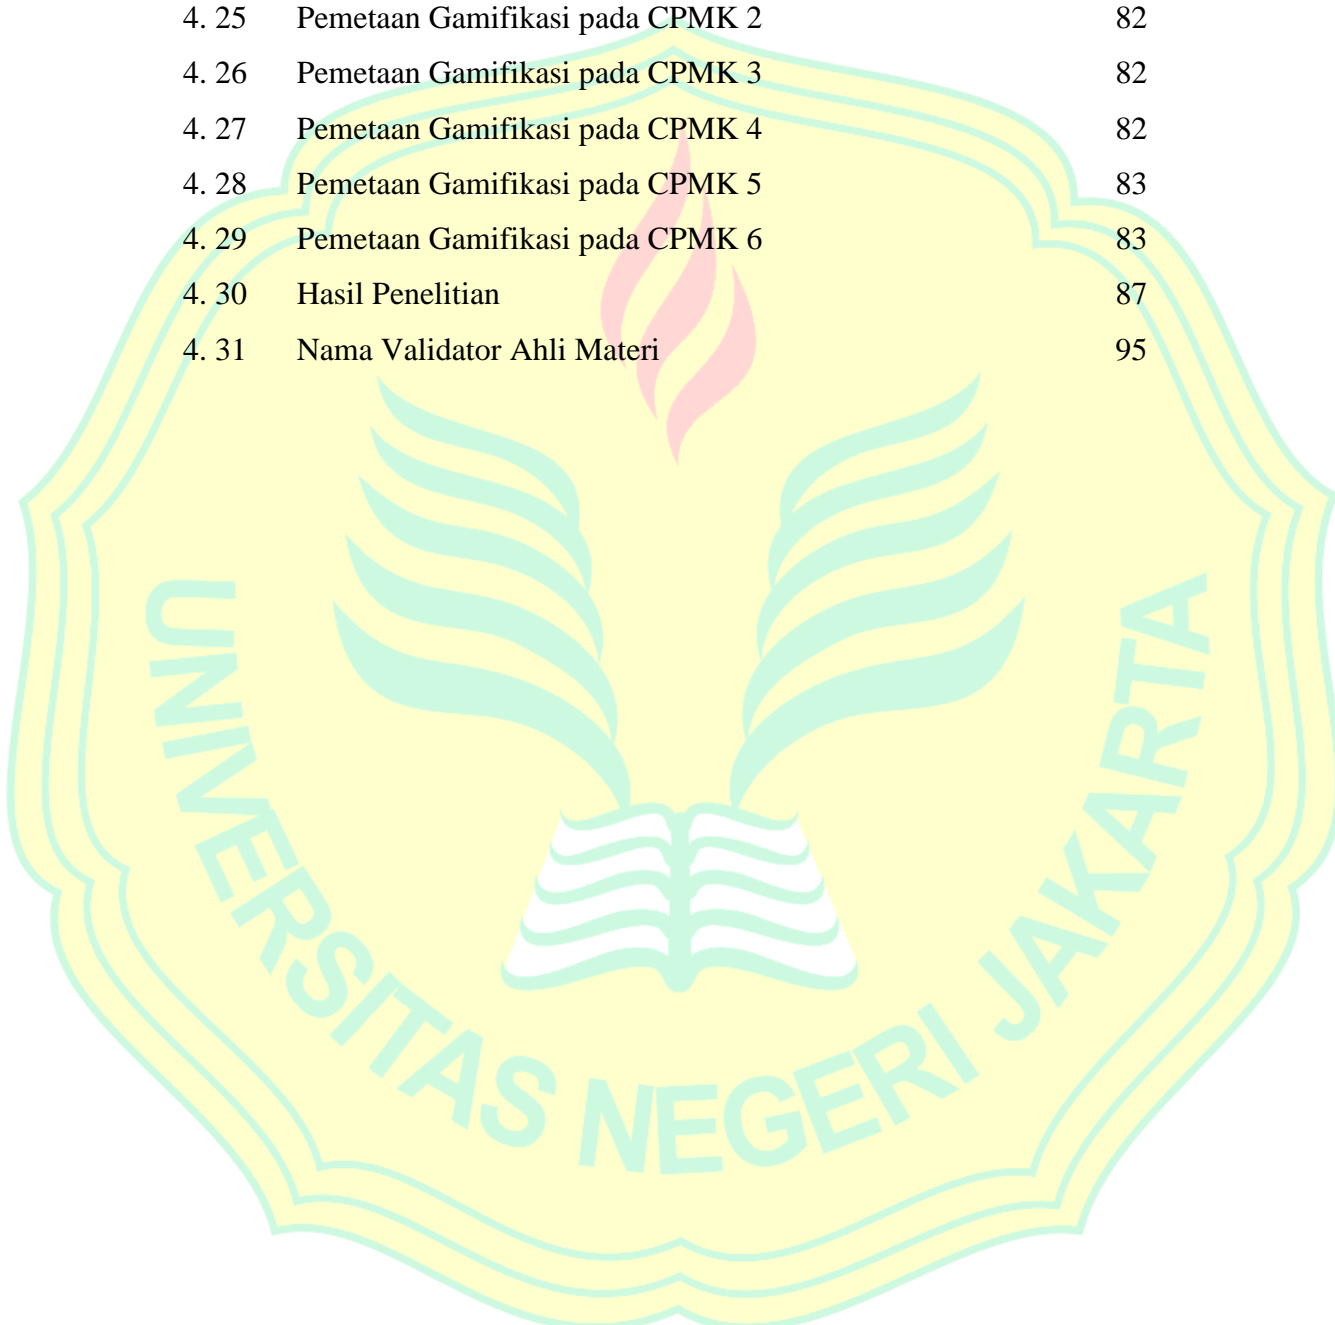 4. 25 Pemetaan Gamifikasi pada CPMK 2 82
4. 26 Pemetaan Gamifikasi pada CPMK 3 82
4. 27 Pemetaan Gamifikasi pada CPMK 4 82
4. 28 Pemetaan Gamifikasi pada CPMK 5 83
4. 29 Pemetaan Gamifikasi pada CPMK 6 83
4. 30 Hasil Penelitian 87
4. 31 Nama Validator Ahli Materi 95
UNIVERSITAS NEGERI JAKARTA